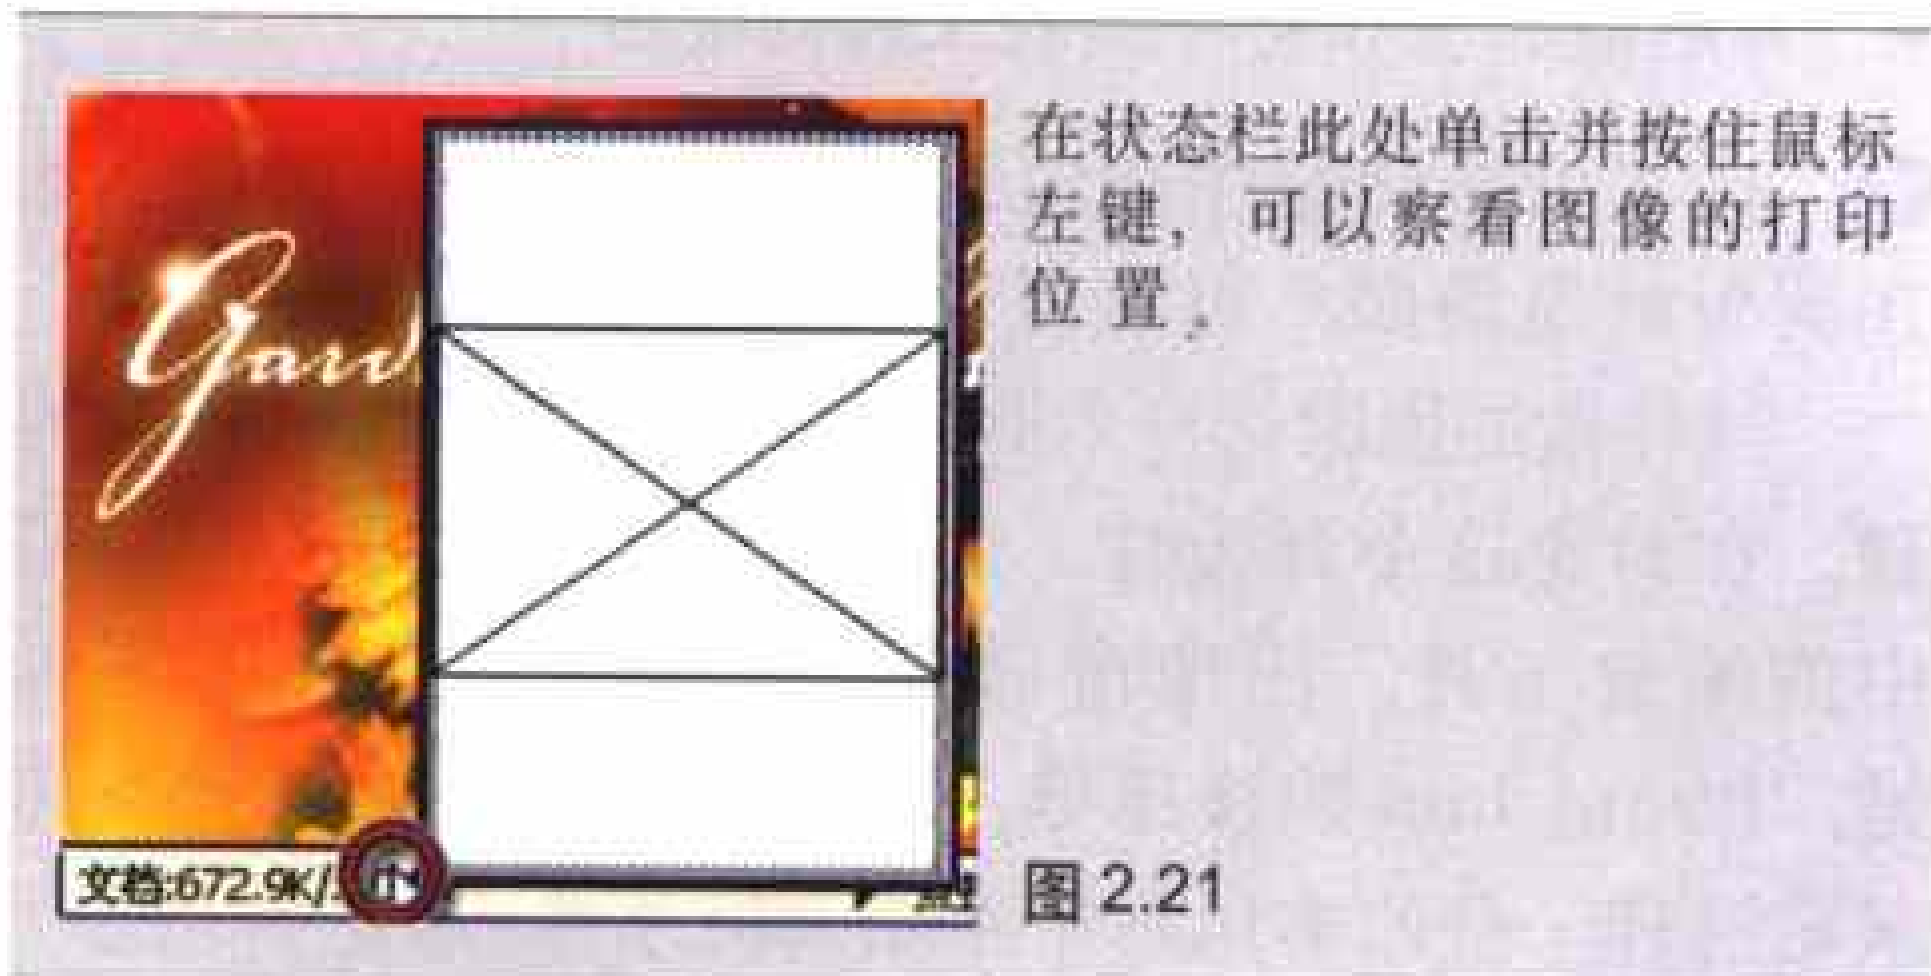 在状态栏此处单击并按住鼠标
左键，可以察看图像的打印
位置。
文档:672.9K/
图 2.21